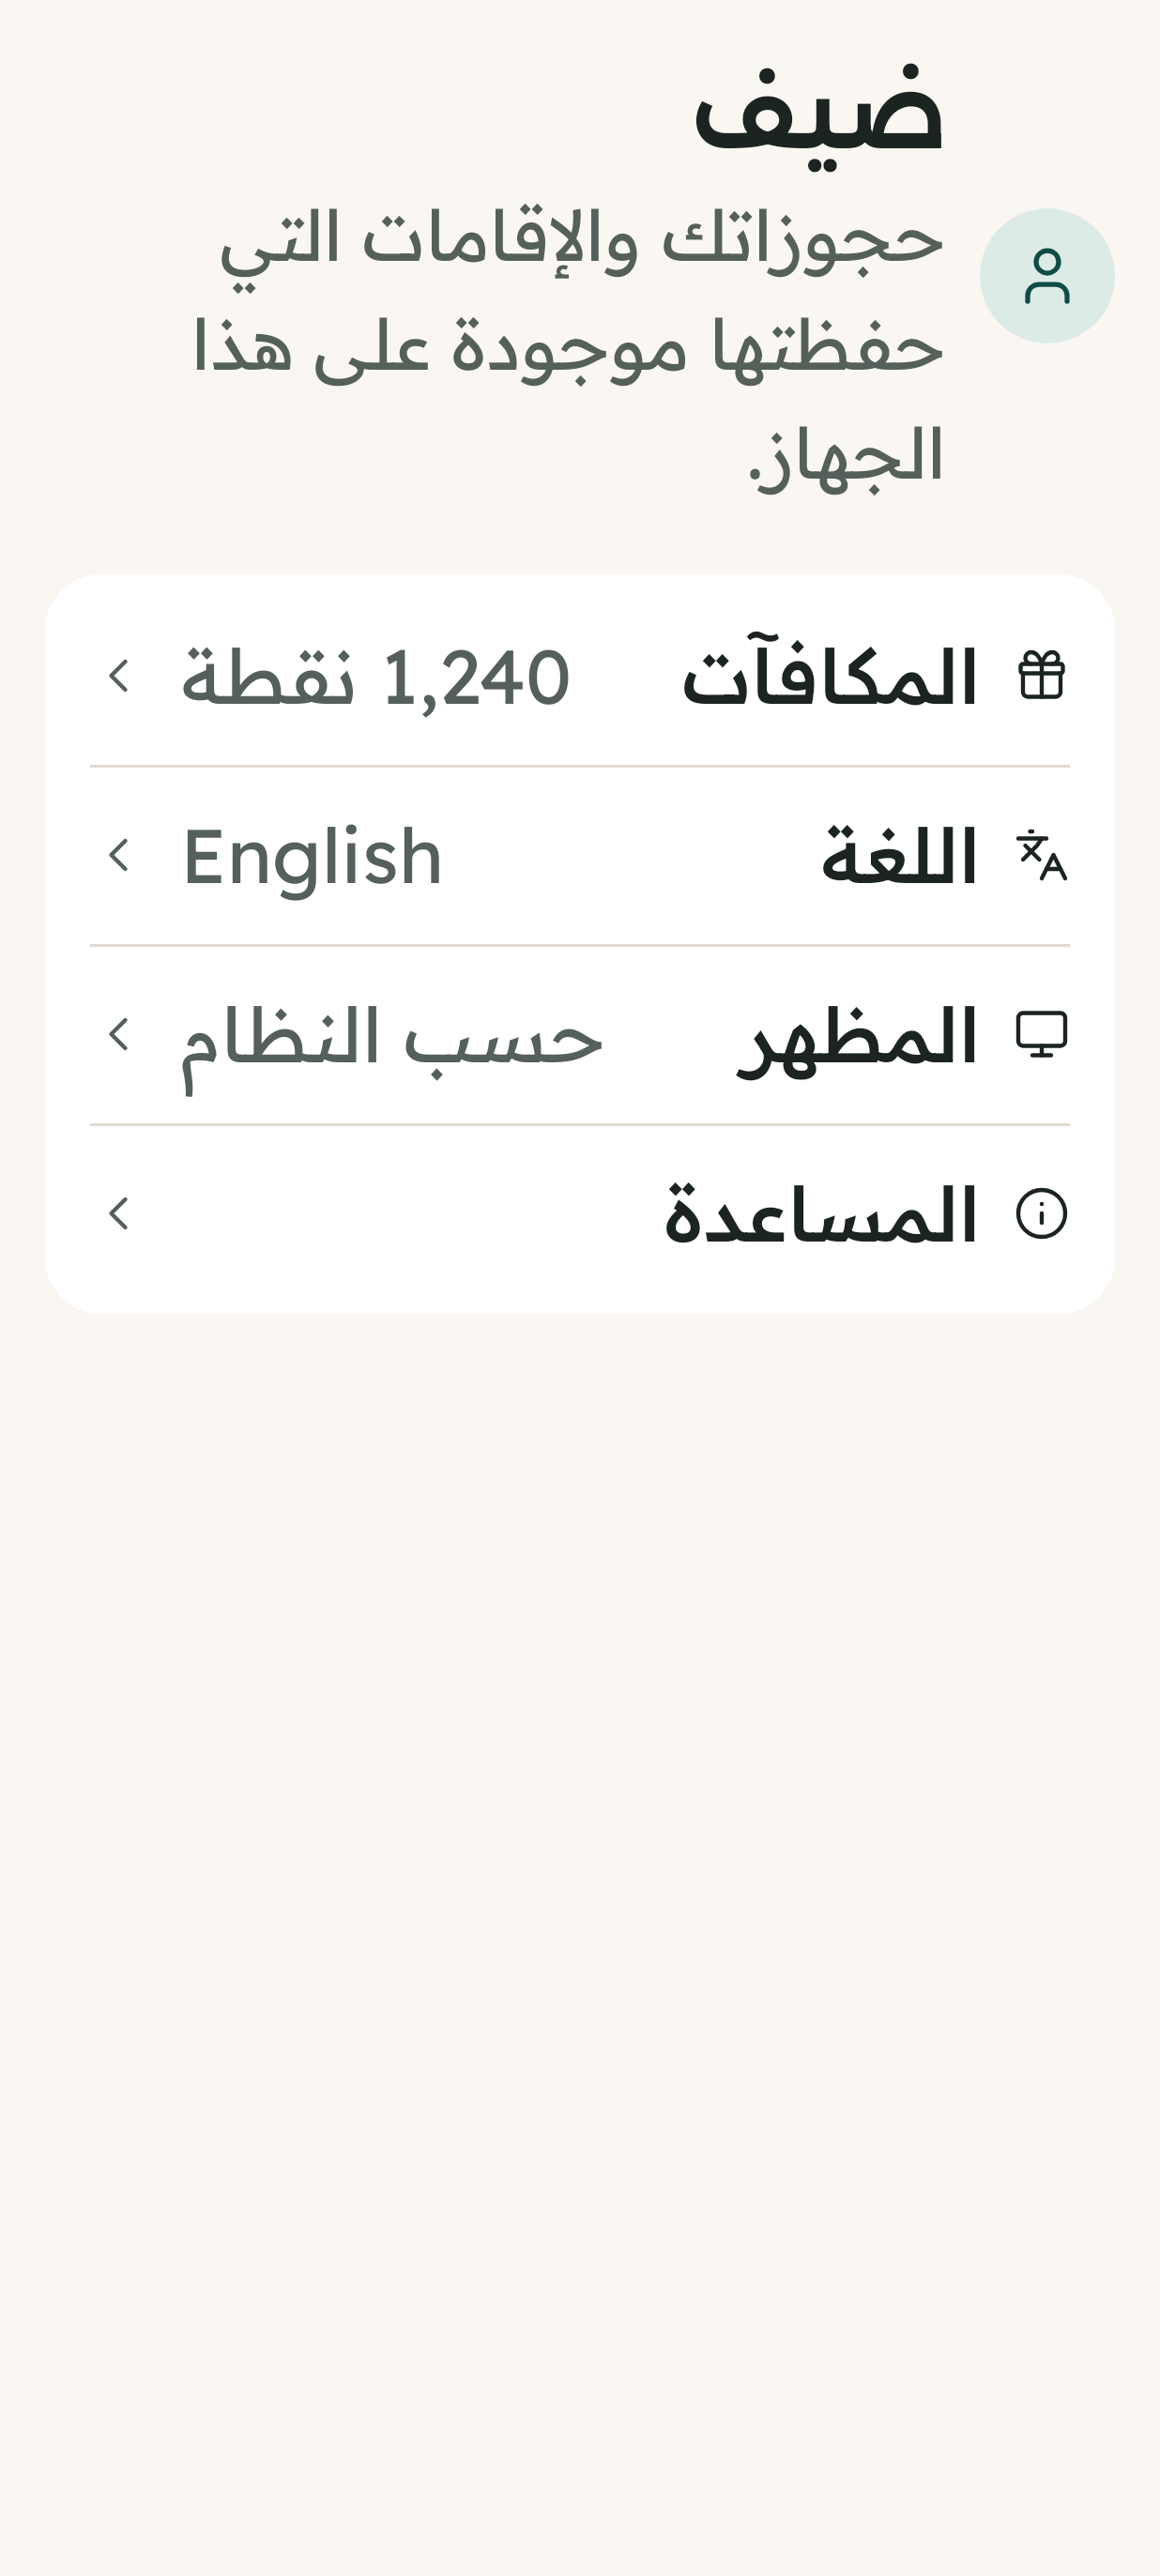 ضيف
حجوزاتك والإقامات التي
حفظتها موجودة على هذا
الجهاز.
المكافآت 1,240 نقطة
اللغة English
المظهر حسب النظام
المساعدة